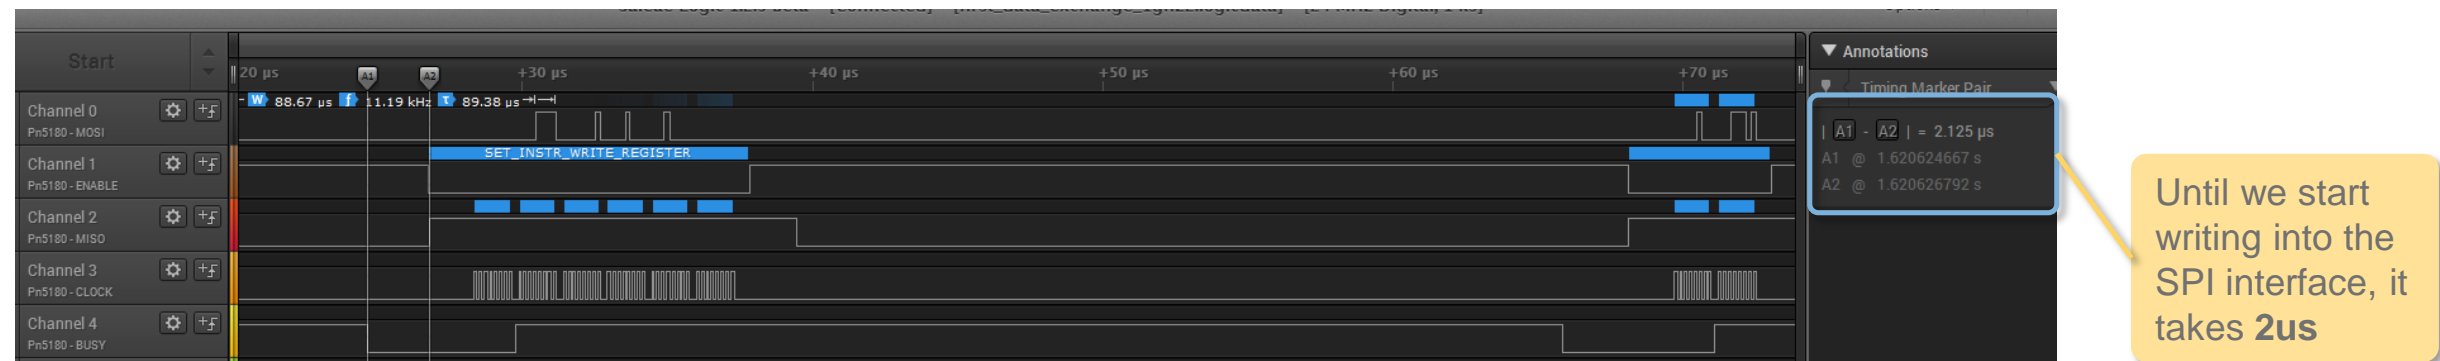 Start
20 µs
A1
A2
+30 µs
+40 µs
+50 µs
+60 µs
+70 µs
Annotations
Timing Marker Pair
Channel 0
Pn5180 - MOSI
W 88.67 µs f 11.19 kHz T 89.38 µs
Channel 1
Pn5180 - ENABLE
SET_INSTR_WRITE_REGISTER
Channel 2
Pn5180 - MISO
Channel 3
Pn5180 - CLOCK
Channel 4
Pn5180 - BUSY
| A1 - A2 | = 2.125 µs
A1 @ 1.620624667 s
A2 @ 1.620626792 s
Until we start
writing into the
SPI interface, it
takes 2us